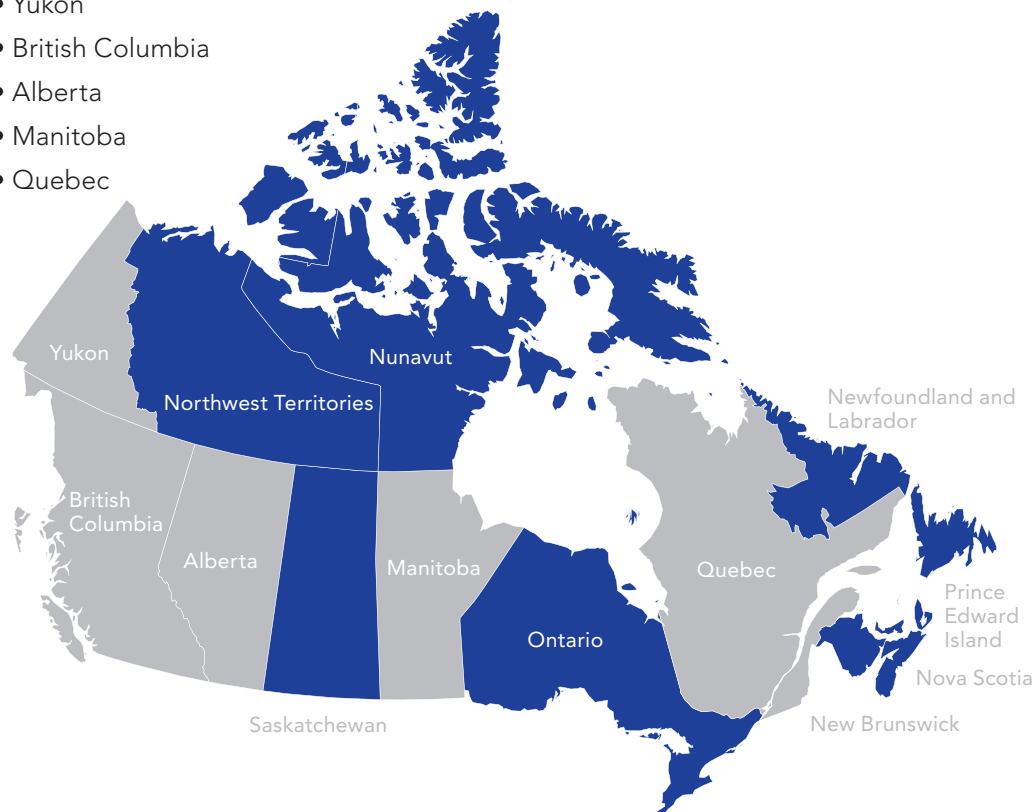 • Yukon
• British Columbia
• Alberta
• Manitoba
• Quebec
Yukon
Nunavut
Northwest Territories
Newfoundland and
Labrador
British
Columbia
Alberta
Manitoba
Quebec
Ontario
Prince
Edward
Island
Nova Scotia
Saskatchewan
New Brunswick